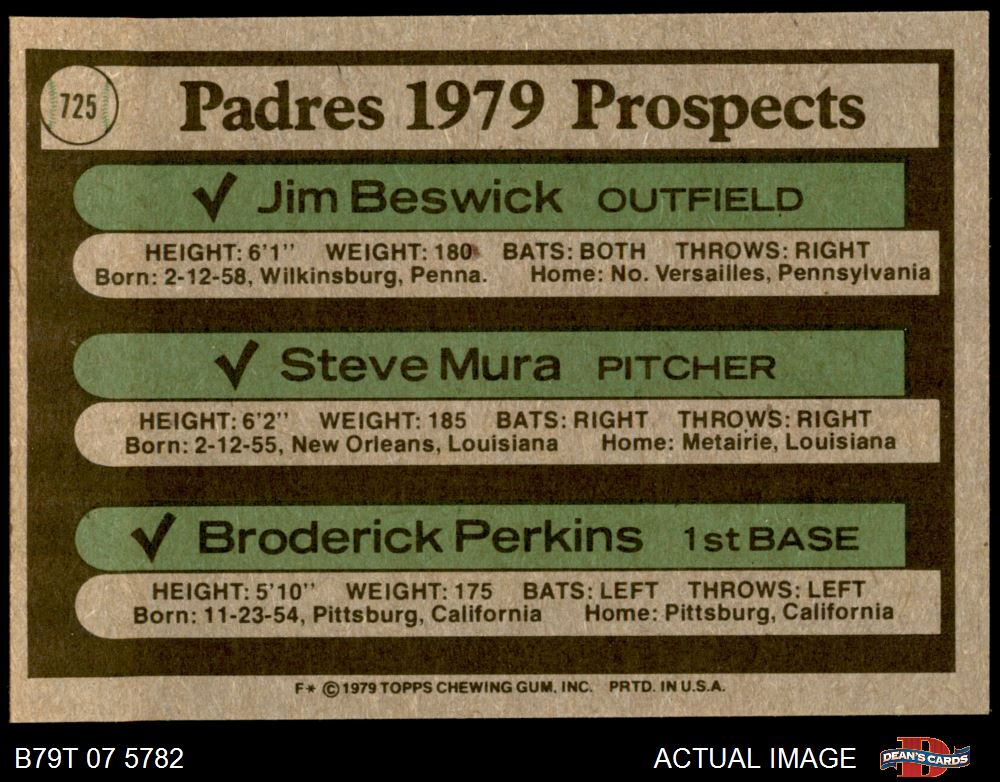 725
Padres 1979 Prospects
✓ Jim Beswick OUTFIELD
HEIGHT: 6'1'' WEIGHT: 180 BATS: BOTH THROWS: RIGHT
Born: 2-12-58, Wilkinsburg, Penna. Home: No. Versailles, Pennsylvania
✓ Steve Mura PITCHER
HEIGHT: 6'2'' WEIGHT: 185 BATS: RIGHT THROWS: RIGHT
Born: 2-12-55, New Orleans, Louisiana Home: Metairie, Louisiana
✓ Broderick Perkins 1st BASE
HEIGHT: 5'10'' WEIGHT: 175 BATS: LEFT THROWS: LEFT
Born: 11-23-54, Pittsburg, California Home: Pittsburg, California
F* © 1979 TOPPS CHEWING GUM, INC. PRTD. IN U.S.A.
B79T 07 5782 ACTUAL IMAGE
D
DEAN'S CARDS